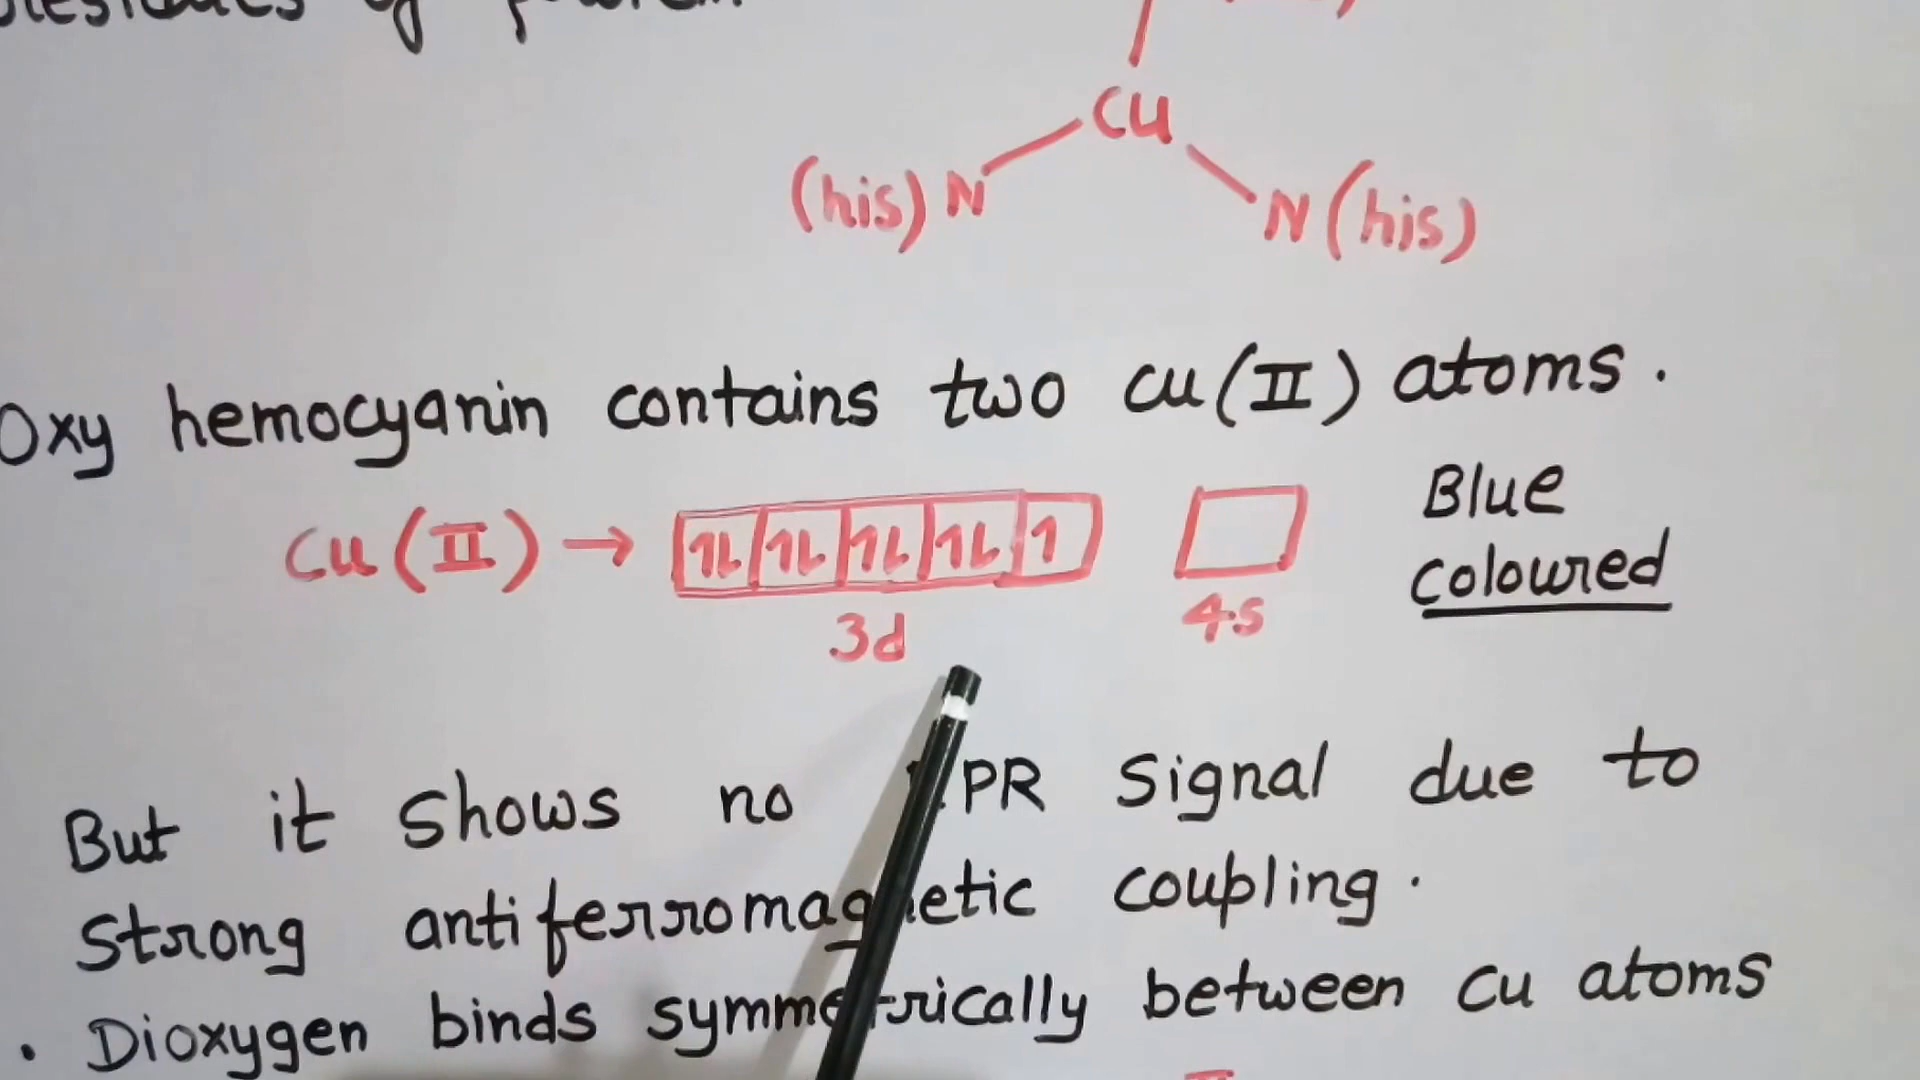 Cu
(his) N
N (his)
Oxy hemocyanin contains two Cu(II) atoms.
Cu(II) → 1L 1L 1L 1L 1
3d
4s
Blue
coloured
But it shows no PR Signal due to
Strong antiferromagnetic coupling.
• Dioxygen binds symmetrically between Cu atoms